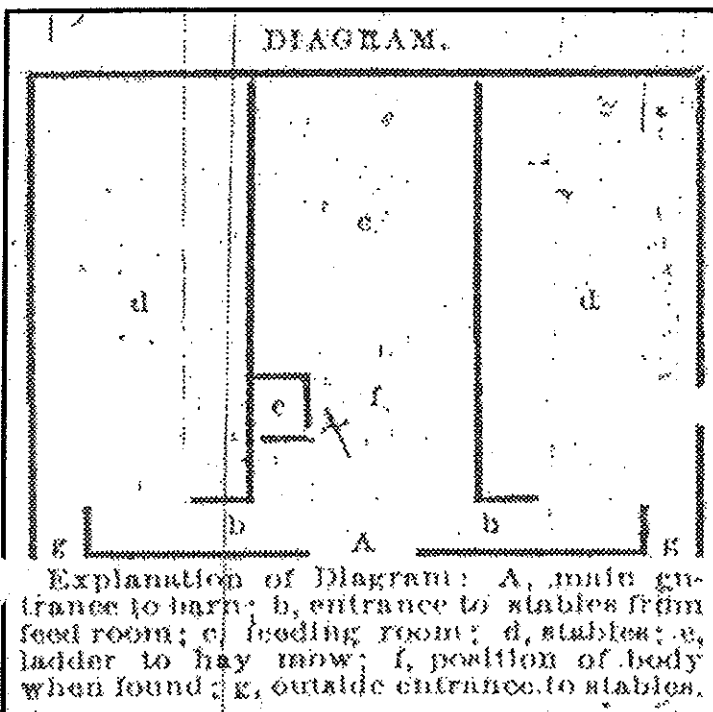 DIAGRAM.
c
d
d
e
f
b
b
g
A
g
Explanation of Diagram: A, main en-
trance to barn; b, entrance to stables from
feed room; c, feeding room; d, stables; e,
ladder to hay mow; f, position of body
when found; g, outside entrance to stables.